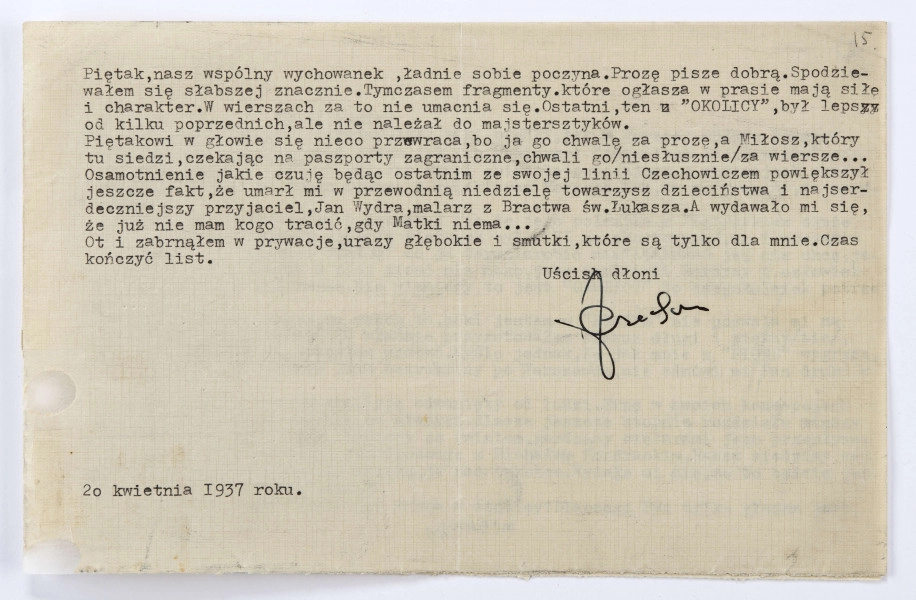 15.
Piętak,nasz wspólny wychowanek ,ładnie sobie poczyna.Prozę pisze dobrą.Spodzie-
wałem się słabszej znacznie.Tymczasem fragmenty.które ogłasza w prasie mają siłę
i charakter.W wierszach za to nie umacnia się.Ostatni,ten z "OKOLICY",był lepszy
od kilku poprzednich,ale nie należał do majstersztyków.
Piętakowi w głowie się nieco przewraca,bo ja go chwalę za prozę,a Miłosz,który
tu siedzi,czekając na paszporty zagraniczne,chwali go/niesłusznie/za wiersze...
Osamotnienie jakie czuję będąc ostatnim ze swojej linii Czechowiczem powiększył
jeszcze fakt,że umarł mi w przewodnią niedzielę towarzysz dzieciństwa i najser-
deczniejszy przyjaciel,Jan Wydra,malarz z Bractwa św.Łukasza.A wydawało mi się,
że już nie mam kogo tracić,gdy Matki niema...
Ot i zabrnąłem w prywacje,urazy głębokie i smutki,które są tylko dla mnie.Czas
kończyć list.
Uścisk dłoni
2o kwietnia I937 roku.